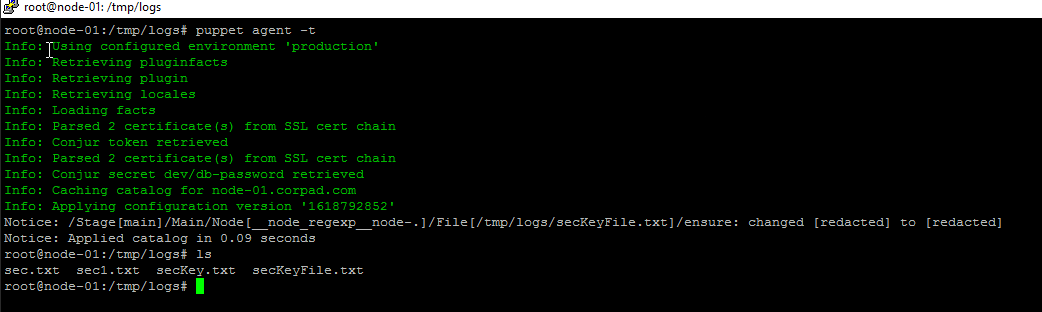 root@node-01: /tmp/logs
root@node-01:/tmp/logs# puppet agent -t
Info: Using configured environment 'production'
Info: Retrieving pluginfacts
Info: Retrieving plugin
Info: Retrieving locales
Info: Loading facts
Info: Parsed 2 certificate(s) from SSL cert chain
Info: Conjur token retrieved
Info: Parsed 2 certificate(s) from SSL cert chain
Info: Conjur secret dev/db-password retrieved
Info: Caching catalog for node-01.corpad.com
Info: Applying configuration version '1618792852'
Notice: /Stage[main]/Main/Node[__node_regexp__node-.]/File[/tmp/logs/secKeyFile.txt]/ensure: changed [redacted] to [redacted]
Notice: Applied catalog in 0.09 seconds
root@node-01:/tmp/logs# ls
sec.txt  sec1.txt  secKey.txt  secKeyFile.txt
root@node-01:/tmp/logs#